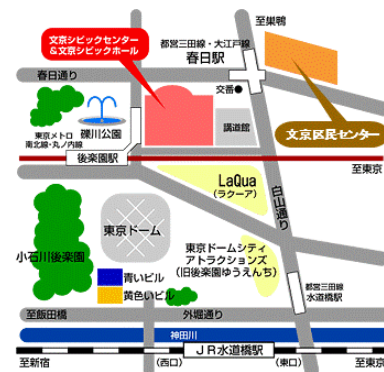 至巣鴨
文京シビックセンター
&文京シビックホール
都営三田線・大江戸線
春日駅
春日通り
交番
文京区民センター
礫川公園
講道館
東京メトロ
南北線・丸ノ内線
後楽園駅
至東京
LaQua
(ラクーア)
白山通り
東京ドーム
小石川後楽園
東京ドームシティ
アトラクションズ
(旧後楽園ゆうえんち)
青いビル
黄色いビル
都営三田線
水道橋駅
至飯田橋
外堀通り
神田川
JR水道橋駅
至新宿
(西口)
(東口)
至東京